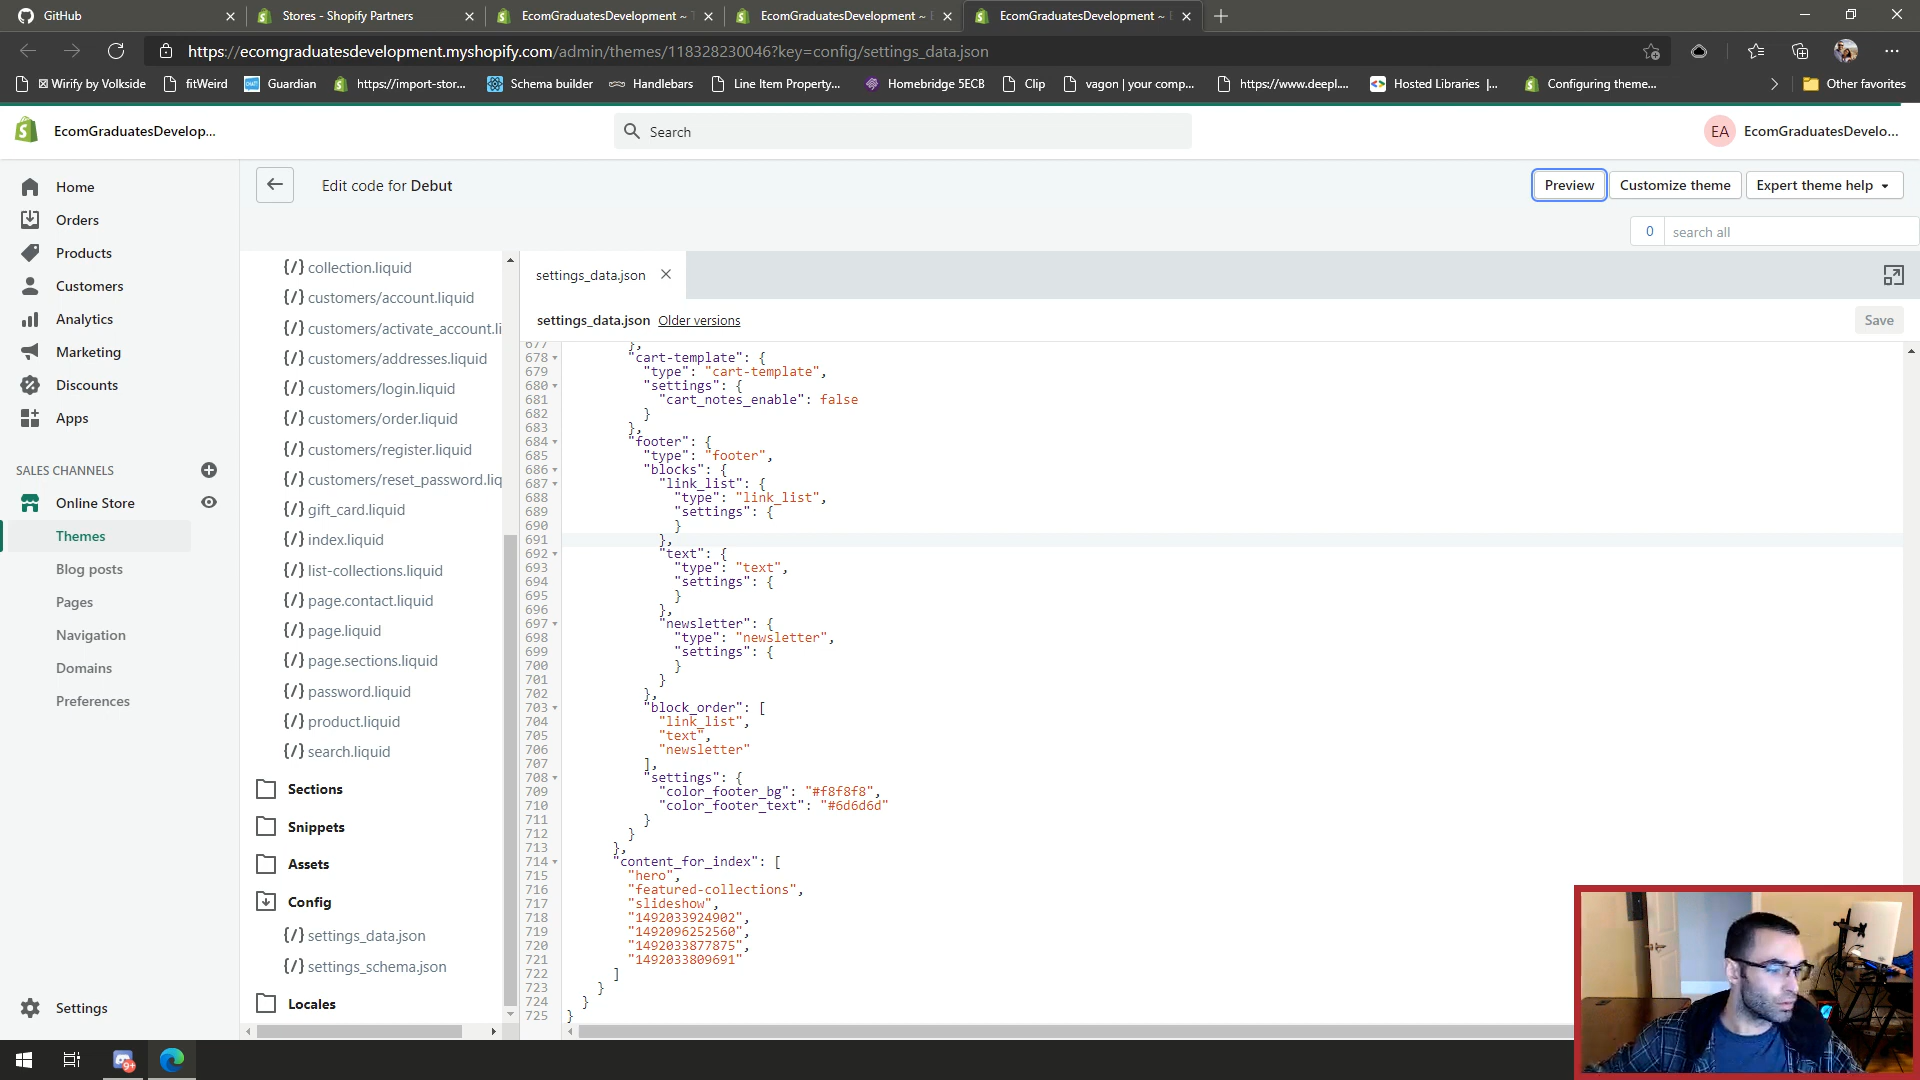 GitHub
Stores - Shopify Partners
EcomGraduatesDevelopment ~ T
EcomGraduatesDevelopment ~ E
EcomGraduatesDevelopment ~ E
https://ecomgraduatesdevelopment.myshopify.com/admin/themes/118328230046?key=config/settings_data.json
Wirify by Volkside
fitWeird
Guardian
https://import-stor...
Schema builder
Handlebars
Line Item Property...
Homebridge 5ECB
Clip
vagon | your comp...
https://www.deepl....
Hosted Libraries |...
Configuring theme...
Other favorites
EcomGraduatesDevelop...
Search
EA
EcomGraduatesDevelo...
Home
Orders
Products
Customers
Analytics
Marketing
Discounts
Apps
SALES CHANNELS
Online Store
Themes
Blog posts
Pages
Navigation
Domains
Preferences
Settings
Edit code for Debut
Preview
Customize theme
Expert theme help
0
search all
{/} collection.liquid
{/} customers/account.liquid
{/} customers/activate_account.li
{/} customers/addresses.liquid
{/} customers/login.liquid
{/} customers/order.liquid
{/} customers/register.liquid
{/} customers/reset_password.liq
{/} gift_card.liquid
{/} index.liquid
{/} list-collections.liquid
{/} page.contact.liquid
{/} page.liquid
{/} page.sections.liquid
{/} password.liquid
{/} product.liquid
{/} search.liquid
Sections
Snippets
Assets
Config
{/} settings_data.json
{/} settings_schema.json
Locales
settings_data.json
settings_data.json Older versions
Save
677 },
678 "cart-template": {
679 "type": "cart-template",
680 "settings": {
681 "cart_notes_enable": false
682 }
683 },
684 "footer": {
685 "type": "footer",
686 "blocks": {
687 "link_list": {
688 "type": "link_list",
689 "settings": {
690 }
691 },
692 "text": {
693 "type": "text",
694 "settings": {
695 }
696 },
697 "newsletter": {
698 "type": "newsletter",
699 "settings": {
700 }
701 }
702 },
703 "block_order": [
704 "link_list",
705 "text",
706 "newsletter"
707 ],
708 "settings": {
709 "color_footer_bg": "#f8f8f8",
710 "color_footer_text": "#6d6d6d"
711 }
712 }
713 },
714 "content_for_index": [
715 "hero",
716 "featured-collections",
717 "slideshow",
718 "1492033924902",
719 "1492096252560",
720 "1492033877875",
721 "1492033809691"
722 ]
723 }
724 }
725 }
9+